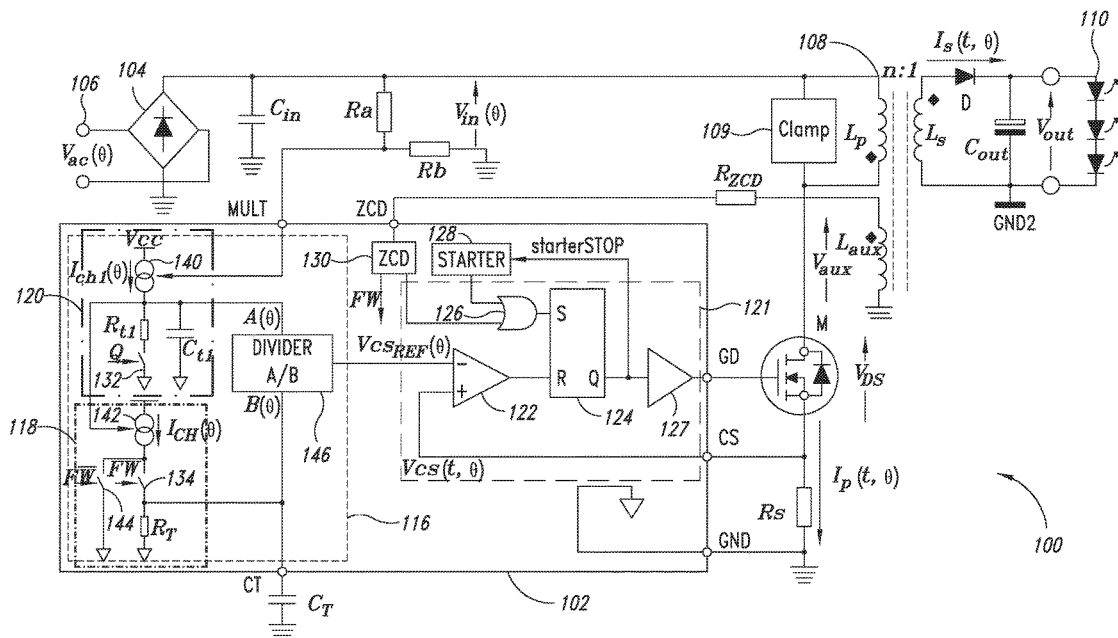 106
104
V_ac(θ)
C_in
Ra
Rb
V_in(θ)
108
n:1
I_s(t, θ)
D
110
109
Clamp
L_p
L_s
C_out
V_out
GND2
R_ZCD
MULT
ZCD
L_aux
V_aux
120
Vcc
140
I_ch1(θ)
R_t1
Q
132
C_t1
A(θ)
DIVIDER
A/B
B(θ)
146
130
ZCD
FW
128
STARTER
starterSTOP
126
Vcs_REF(θ)
122
S
R
Q
124
127
121
GD
M
V_DS
CS
Vcs(t, θ)
118
142
I_CH(θ)
F̅W̅
FW
134
144
R_T
116
GND
Rs
I_p(t, θ)
CT
C_T
102
100